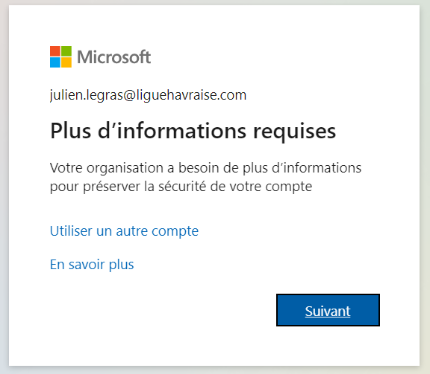 Microsoft
julien.legras@liguehavraise.com
Plus d’informations requises
Votre organisation a besoin de plus d’informations
pour préserver la sécurité de votre compte
Utiliser un autre compte
En savoir plus
Suivant